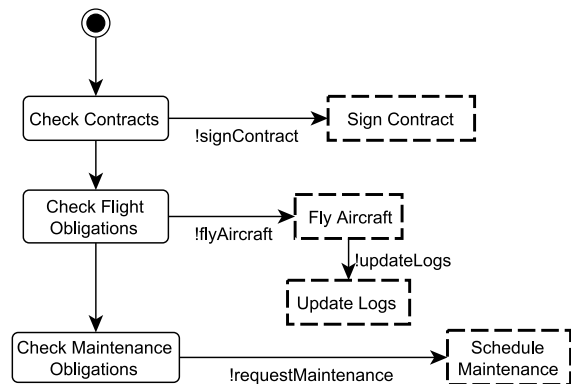 Check Contracts
!signContract
Sign Contract
Check Flight
Obligations
!flyAircraft
Fly Aircraft
!updateLogs
Update Logs
Check Maintenance
Obligations
!requestMaintenance
Schedule
Maintenance